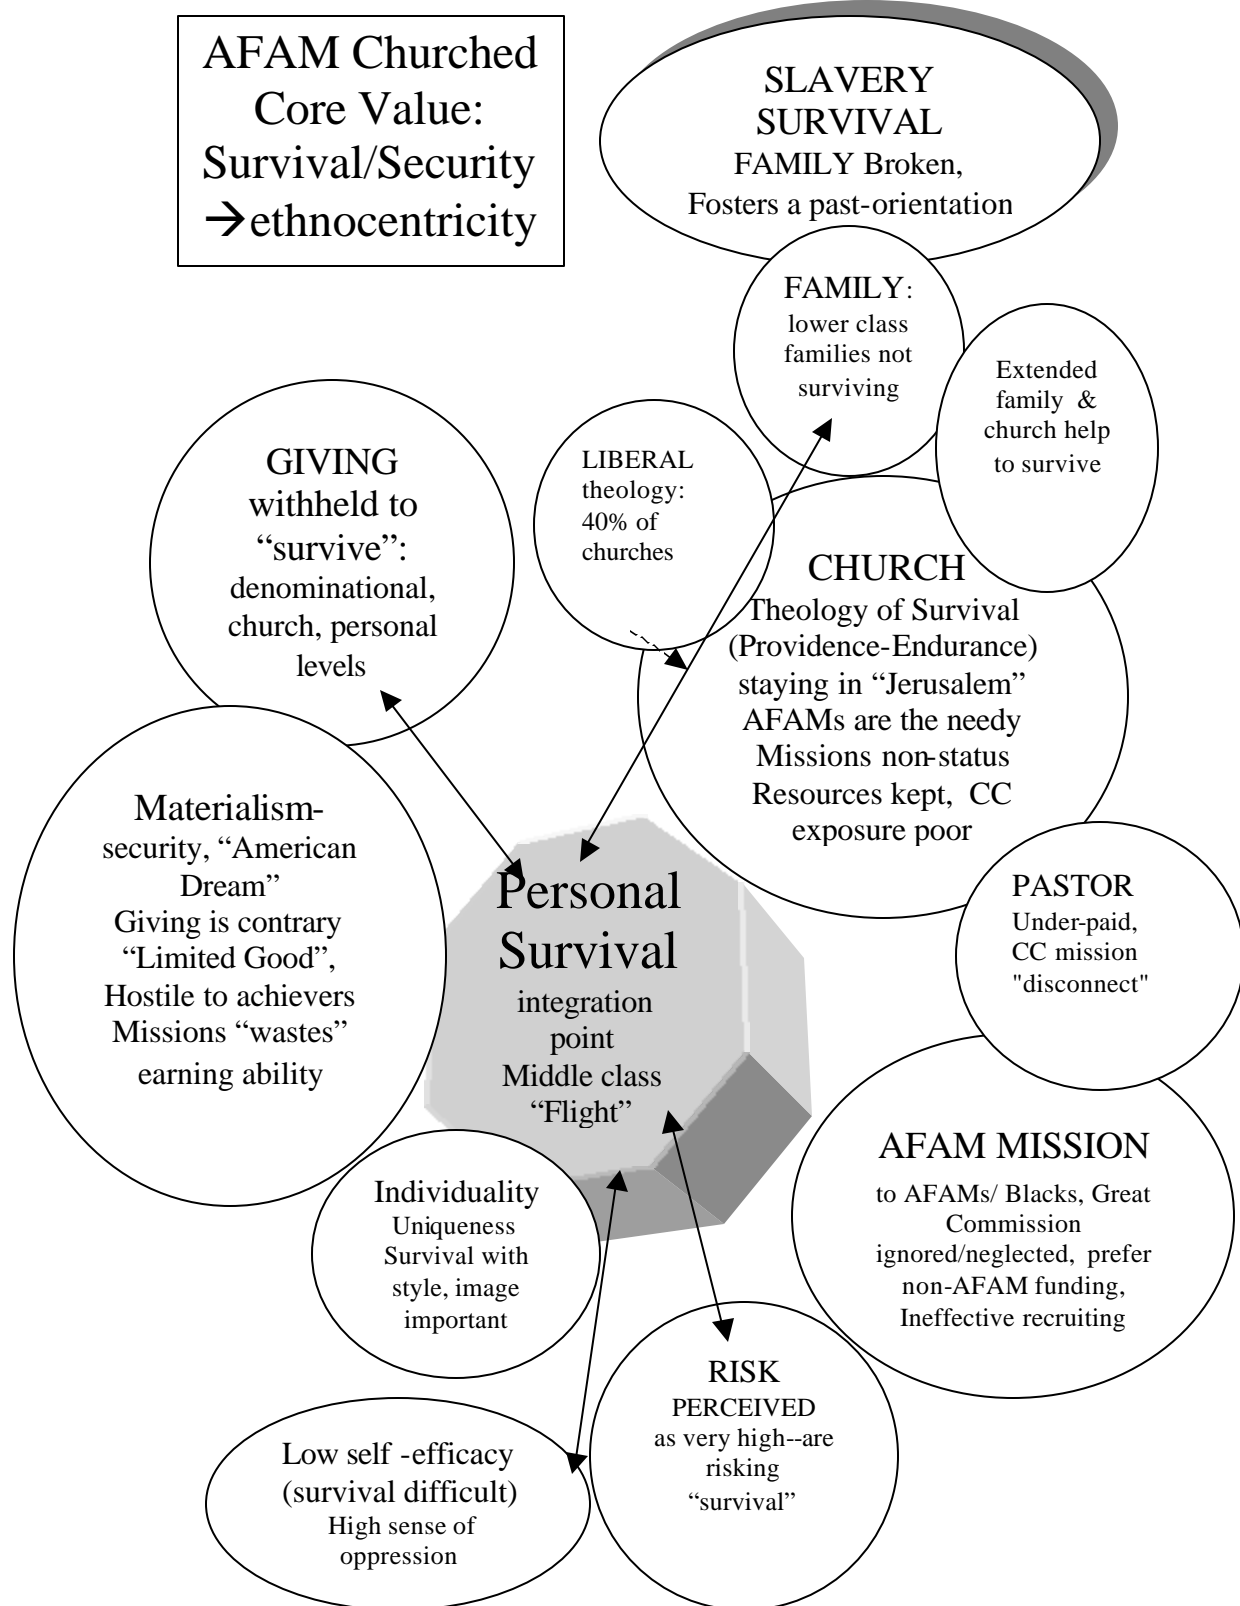 AFAM Churched
Core Value:
Survival/Security
→ethnocentricity
SLAVERY
SURVIVAL
FAMILY Broken,
Fosters a past-orientation
FAMILY:
lower class
families not
surviving
Extended
family & 
church help
to survive
GIVING
withheld to
“survive”:
denominational,
church, personal
levels
LIBERAL
theology:
40% of
churches
CHURCH
Theology of Survival
(Providence-Endurance)
staying in “Jerusalem”
AFAMs are the needy
Missions non-status
Resources kept, CC
exposure poor
Materialism-
security, “American
Dream”
Giving is contrary
“Limited Good”,
Hostile to achievers
Missions “wastes”
earning ability
Personal
Survival
integration
point
Middle class
“Flight”
PASTOR
Under-paid,
CC mission
"disconnect"
AFAM MISSION
to AFAMs/ Blacks, Great
Commission
ignored/neglected, prefer
non-AFAM funding,
Ineffective recruiting
Individuality
Uniqueness
Survival with
style, image
important
RISK
PERCEIVED
as very high--are
risking
“survival”
Low self -efficacy
(survival difficult)
High sense of
oppression